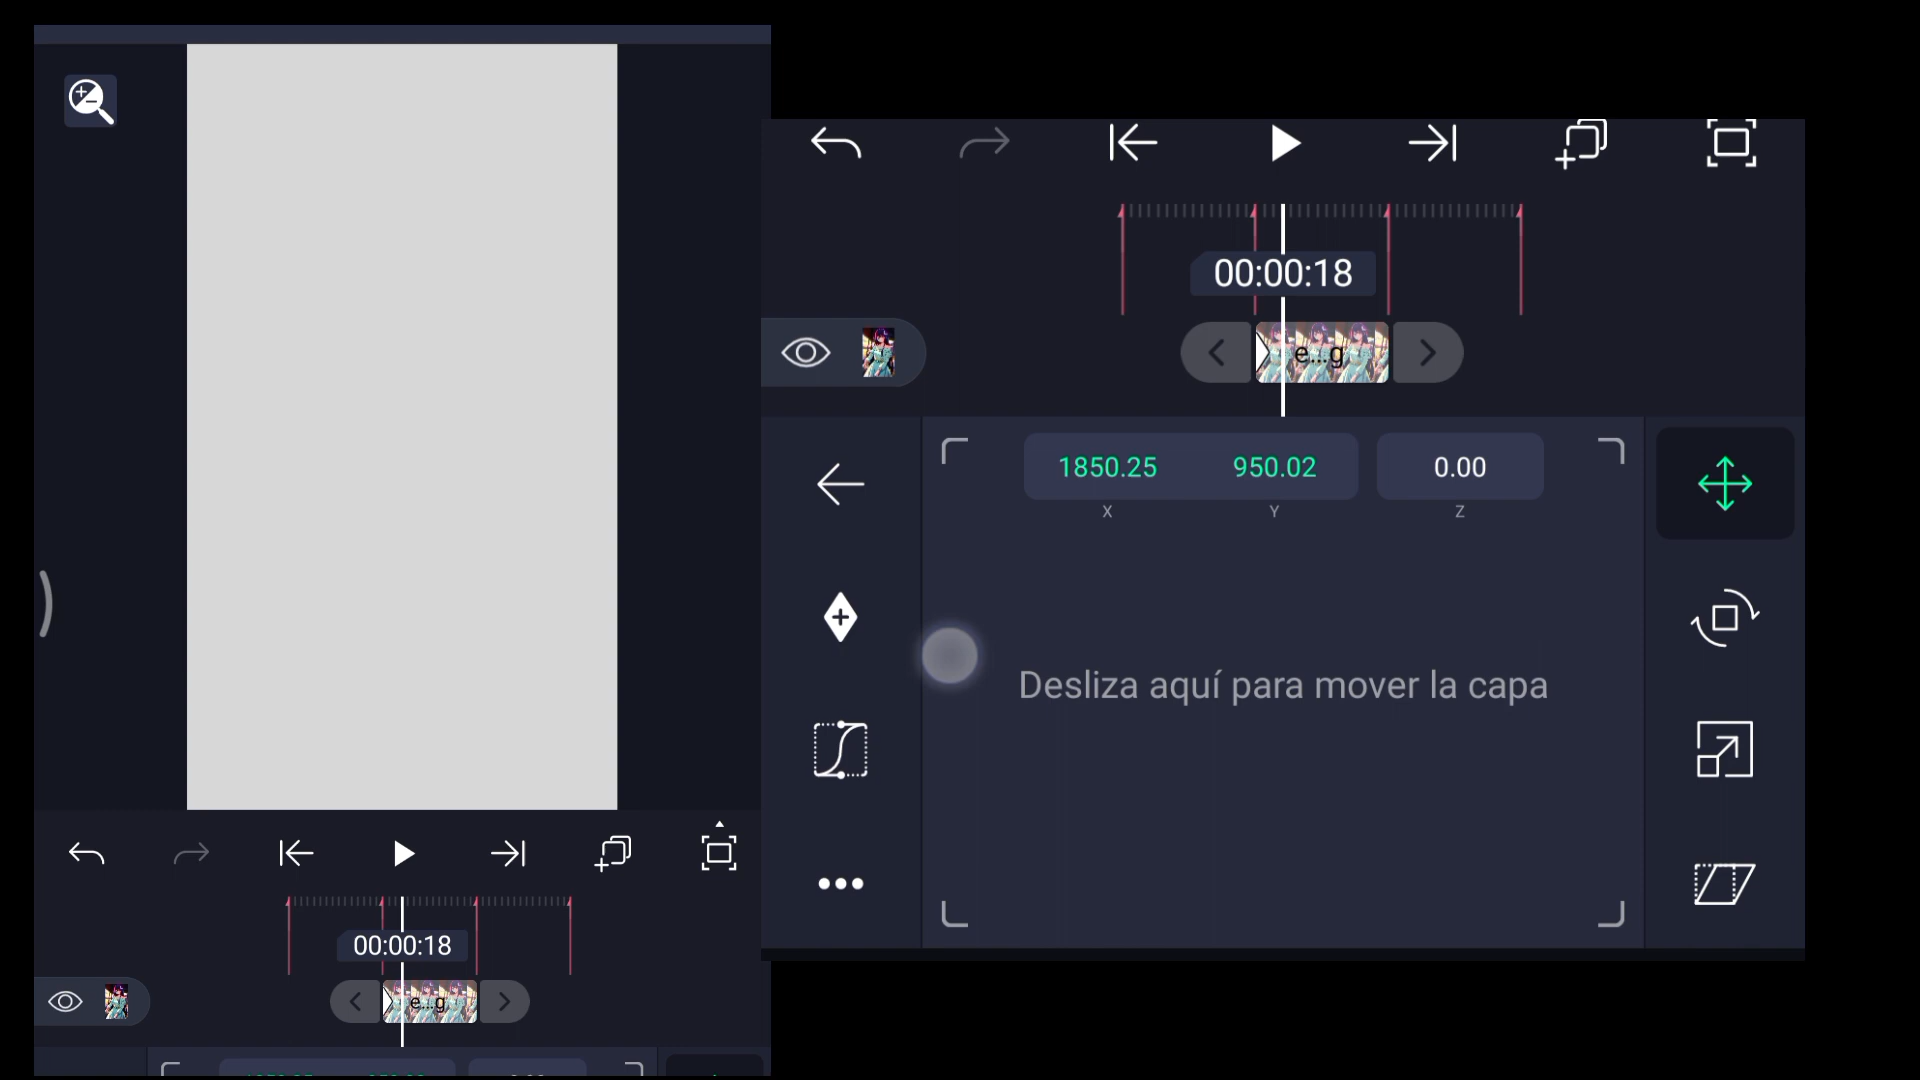 00:00:18
e...g
1850.25 950.02 0.00
X Y Z
Desliza aquí para mover la capa
00:00:18
e...g